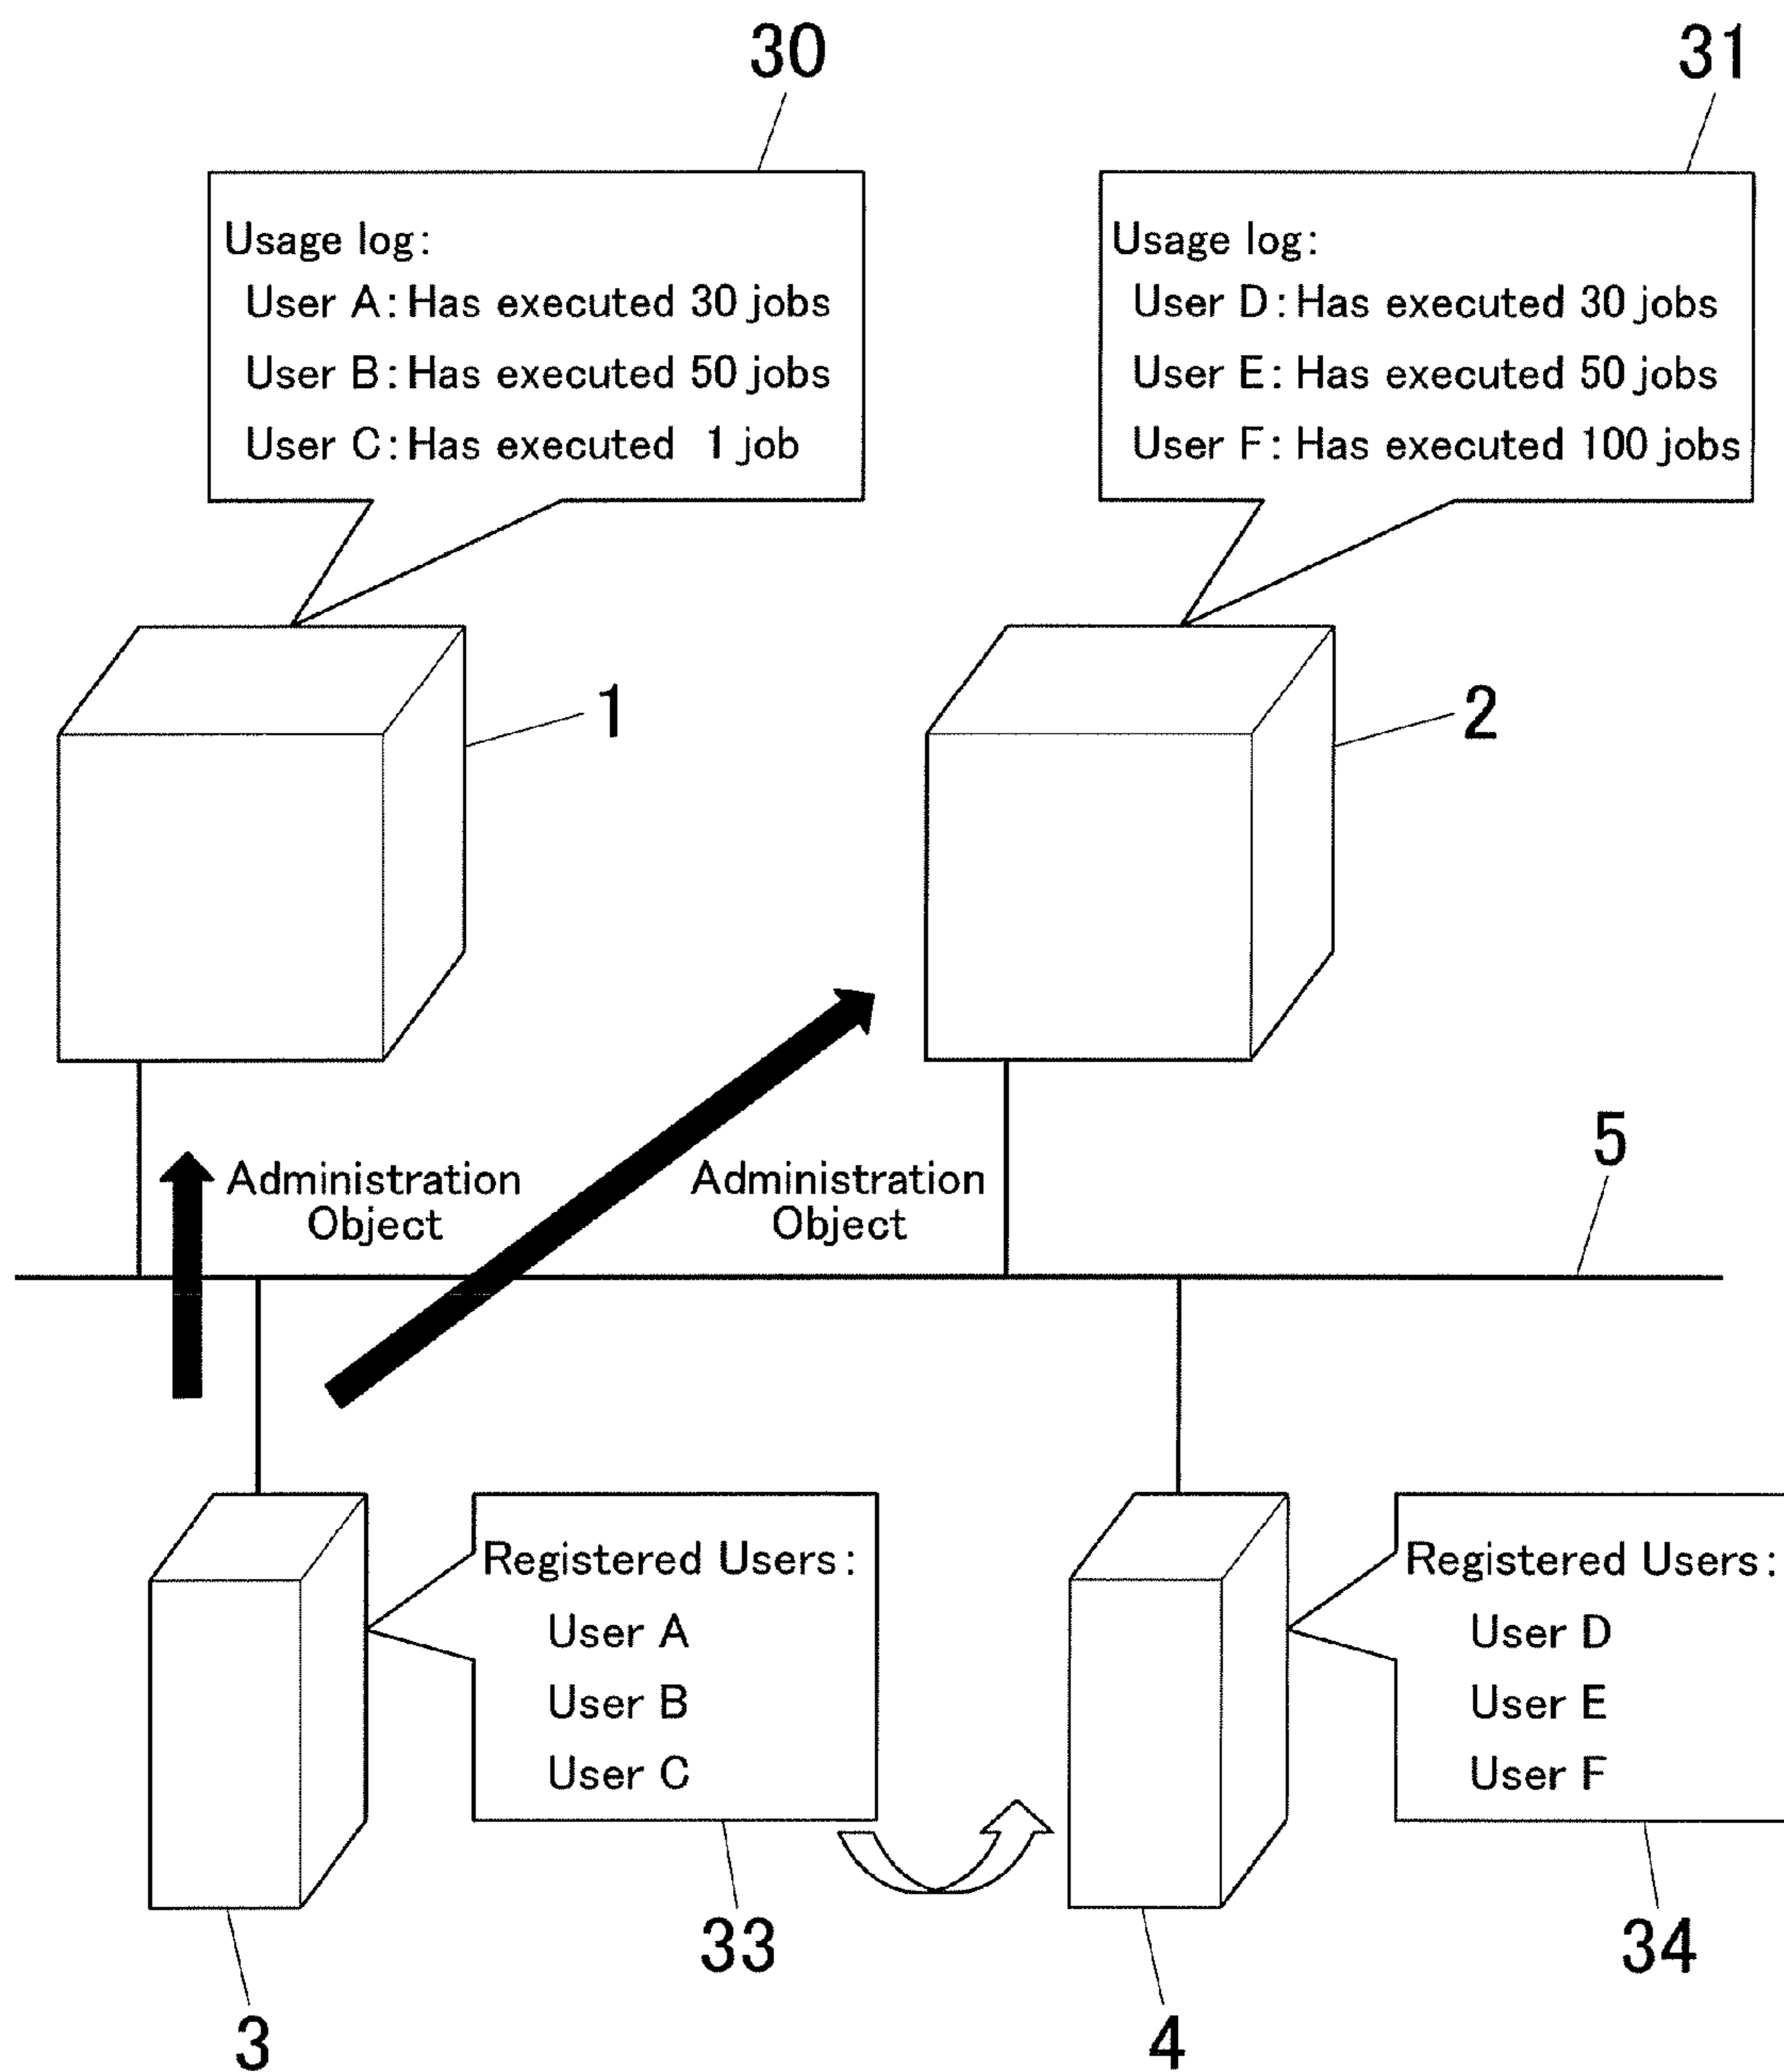 30
31
Usage log:
User A: Has executed 30 jobs
User B: Has executed 50 jobs
User C: Has executed 1 job
Usage log:
User D: Has executed 30 jobs
User E: Has executed 50 jobs
User F: Has executed 100 jobs
1
2
5
Administration
Object
Administration
Object
Registered Users:
User A
User B
User C
Registered Users:
User D
User E
User F
33
34
3
4